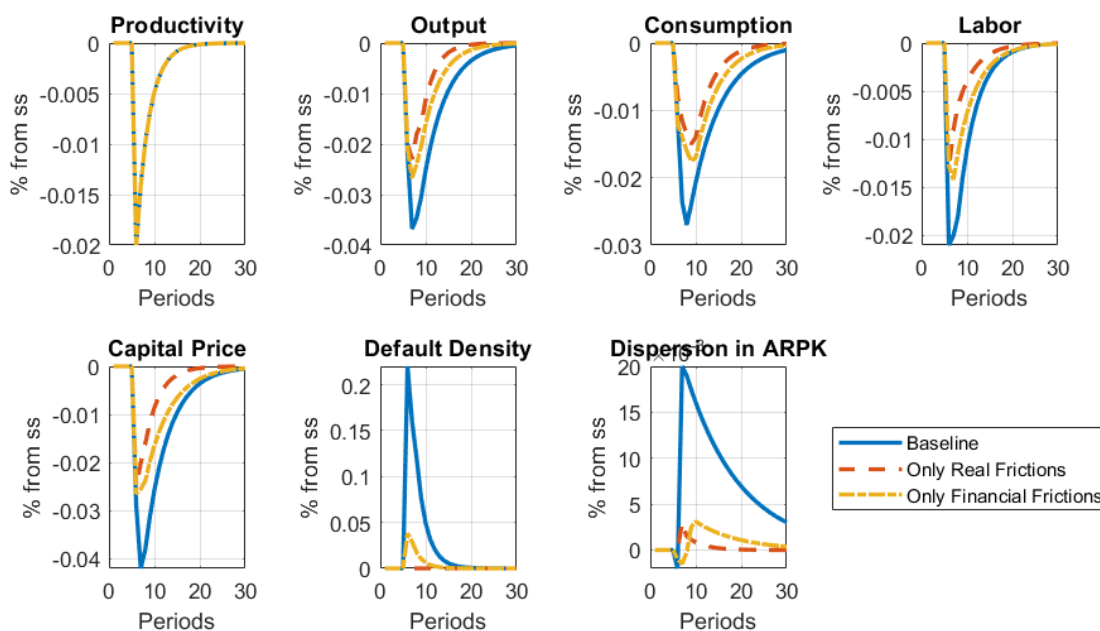 Productivity
Output
Consumption
Labor
% from ss
0
-0.005
-0.01
-0.015
-0.02
0 10 20 30
Periods
% from ss
0
-0.01
-0.02
-0.03
-0.04
0 10 20 30
Periods
% from ss
0
-0.01
-0.02
-0.03
0 10 20 30
Periods
% from ss
0
-0.005
-0.01
-0.015
-0.02
0 10 20 30
Periods
Capital Price
Default Density
Dispersion in ARPK
% from ss
0
-0.01
-0.02
-0.03
-0.04
0 10 20 30
Periods
% from ss
0.2
0.15
0.1
0.05
0
0 10 20 30
Periods
% from ss
20
15
10
5
0
0 10 20 30
Periods
Baseline
Only Real Frictions
Only Financial Frictions